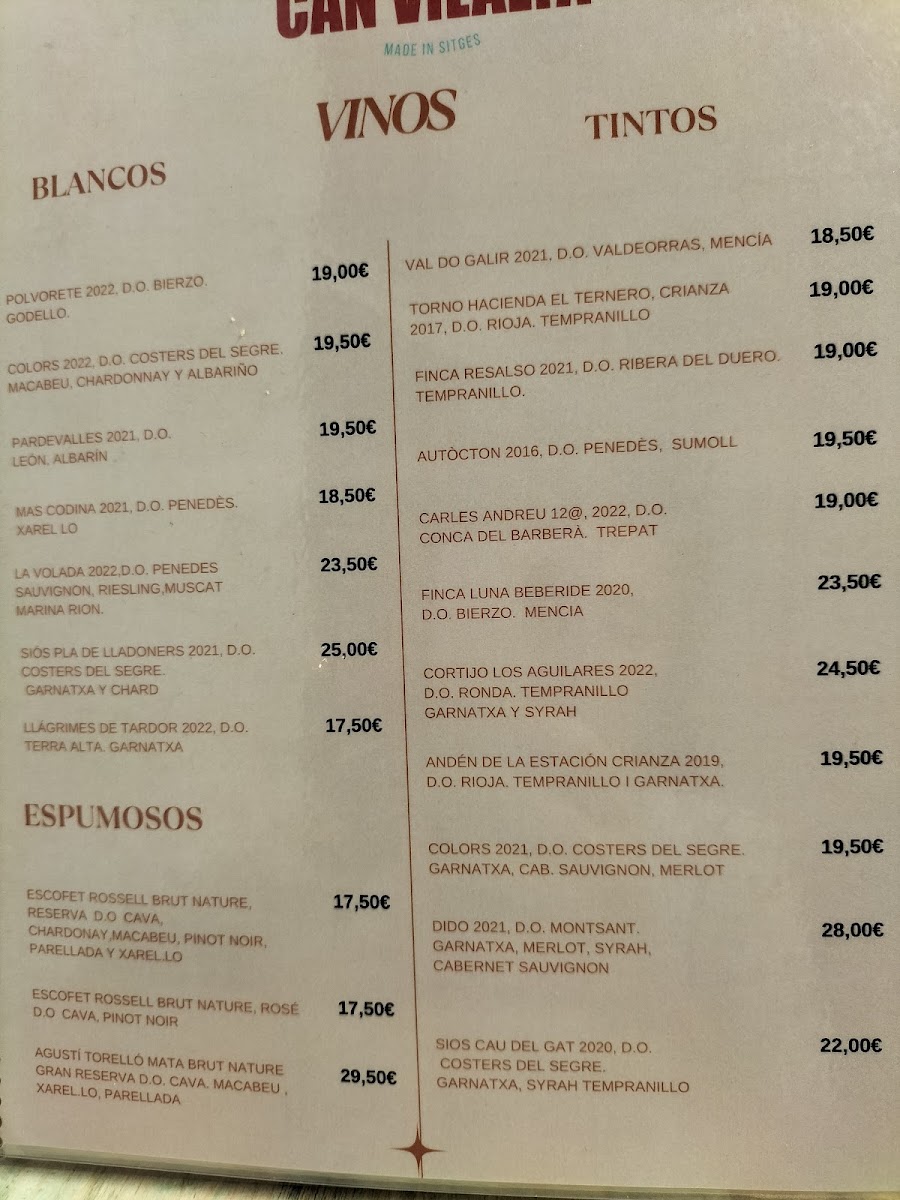 CAN
MADE IN SITGES
VINOS
BLANCOS
POLVORETE 2022, D.O. BIERZO.
GODELLO.
19,00€
COLORS 2022, D.O. COSTERS DEL SEGRE.
MACABEU, CHARDONNAY Y ALBARIÑO
19,50€
PARDEVALLES 2021, D.O.
LEÓN. ALBARÍN
19,50€
MAS CODINA 2021, D.O. PENEDÈS.
XAREL LO
18,50€
LA VOLADA 2022,D.O. PENEDES
SAUVIGNON, RIESLING,MUSCAT
MARINA RION.
23,50€
SIÓS PLA DE LLADONERS 2021, D.O.
COSTERS DEL SEGRE.
GARNATXA Y CHARD
25,00€
LLÀGRIMES DE TARDOR 2022, D.O.
TERRA ALTA. GARNATXA
17,50€
ESPUMOSOS
ESCOFET ROSSELL BRUT NATURE,
RESERVA D.O CAVA,
CHARDONAY,MACABEU, PINOT NOIR,
PARELLADA Y XAREL.LO
17,50€
ESCOFET ROSSELL BRUT NATURE, ROSÉ
D.O CAVA, PINOT NOIR
17,50€
AGUSTÍ TORELLÓ MATA BRUT NATURE
GRAN RESERVA D.O. CAVA. MACABEU ,
XAREL.LO, PARELLADA
29,50€
TINTOS
VAL DO GALIR 2021, D.O. VALDEORRAS, MENCÍA
18,50€
TORNO HACIENDA EL TERNERO, CRIANZA
2017, D.O. RIOJA. TEMPRANILLO
19,00€
FINCA RESALSO 2021, D.O. RIBERA DEL DUERO.
TEMPRANILLO.
19,00€
AUTÒCTON 2016, D.O. PENEDÈS, SUMOLL
19,50€
CARLES ANDREU 12@, 2022, D.O.
CONCA DEL BARBERÀ. TREPAT
19,00€
FINCA LUNA BEBERIDE 2020,
D.O. BIERZO. MENCIA
23,50€
CORTIJO LOS AGUILARES 2022,
D.O. RONDA. TEMPRANILLO
GARNATXA Y SYRAH
24,50€
ANDÉN DE LA ESTACIÓN CRIANZA 2019,
D.O. RIOJA. TEMPRANILLO I GARNATXA.
19,50€
COLORS 2021, D.O. COSTERS DEL SEGRE.
GARNATXA, CAB. SAUVIGNON, MERLOT
19,50€
DIDO 2021, D.O. MONTSANT.
GARNATXA, MERLOT, SYRAH,
CABERNET SAUVIGNON
28,00€
SIOS CAU DEL GAT 2020, D.O.
COSTERS DEL SEGRE.
GARNATXA, SYRAH TEMPRANILLO
22,00€